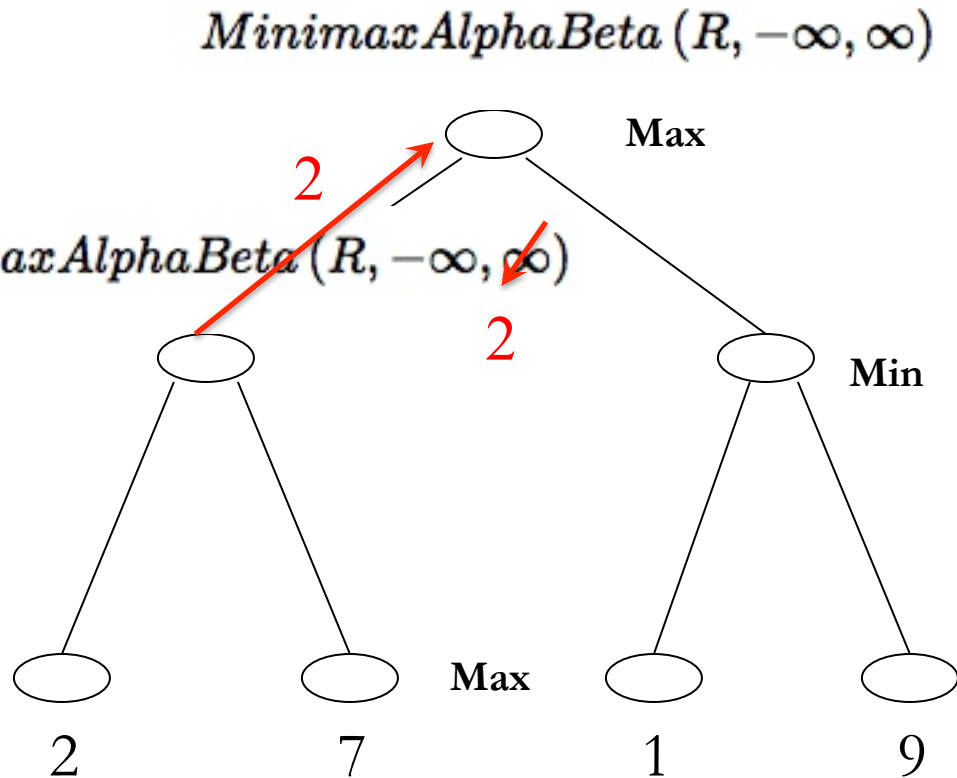 MinimaxAlphaBeta (R, −∞, ∞)
Max
2
axAlphaBeta (R, −∞, ∞)
2
Min
Max
2 7 1 9